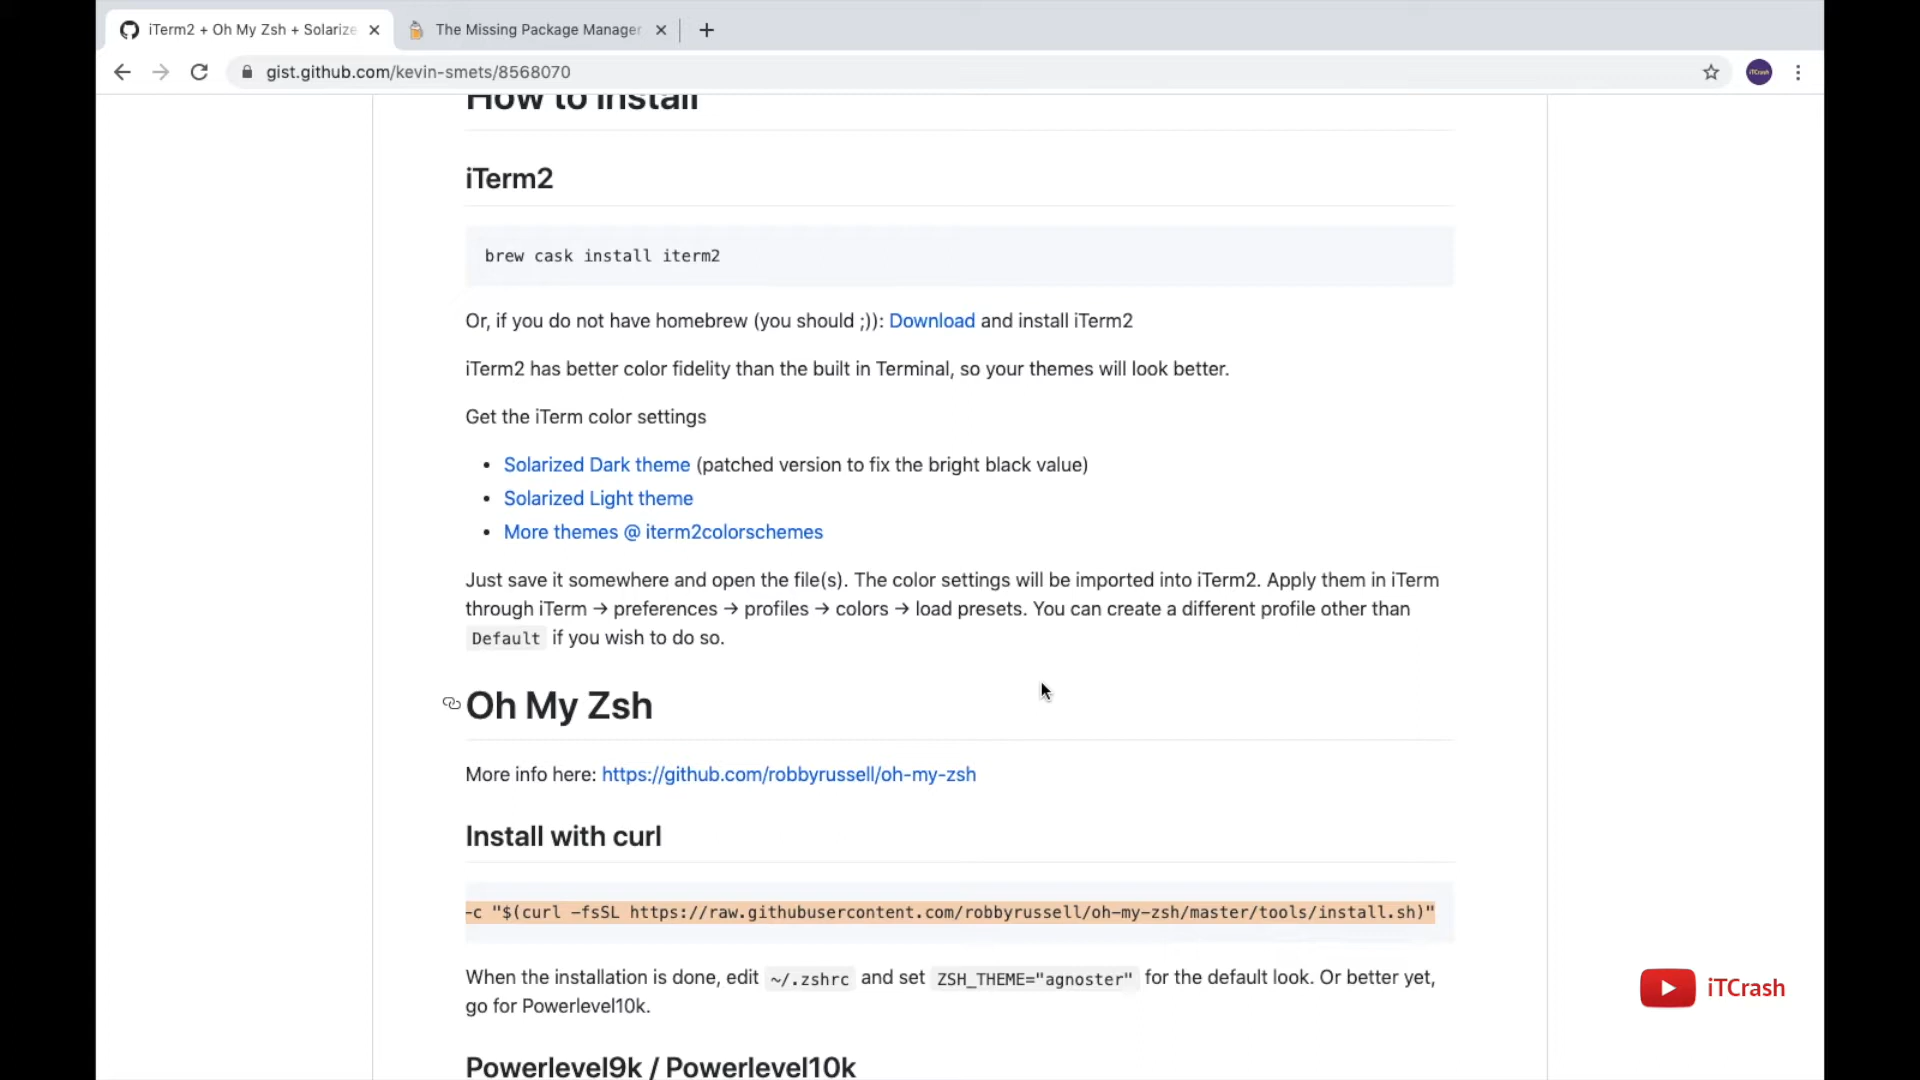 iTerm2 + Oh My Zsh + Solarize
The Missing Package Manager
gist.github.com/kevin-smets/8568070
How to install
iTerm2
brew cask install iterm2
Or, if you do not have homebrew (you should ;)): Download and install iTerm2
iTerm2 has better color fidelity than the built in Terminal, so your themes will look better.
Get the iTerm color settings
• Solarized Dark theme (patched version to fix the bright black value)
• Solarized Light theme
• More themes @ iterm2colorschemes
Just save it somewhere and open the file(s). The color settings will be imported into iTerm2. Apply them in iTerm
through iTerm → preferences → profiles → colors → load presets. You can create a different profile other than
Default if you wish to do so.
Oh My Zsh
More info here: https://github.com/robbyrussell/oh-my-zsh
Install with curl
-c "$(curl -fsSL https://raw.githubusercontent.com/robbyrussell/oh-my-zsh/master/tools/install.sh)"
When the installation is done, edit ~/.zshrc and set ZSH_THEME="agnoster" for the default look. Or better yet,
go for Powerlevel10k.
iTCrash
Powerlevel9k / Powerlevel10k